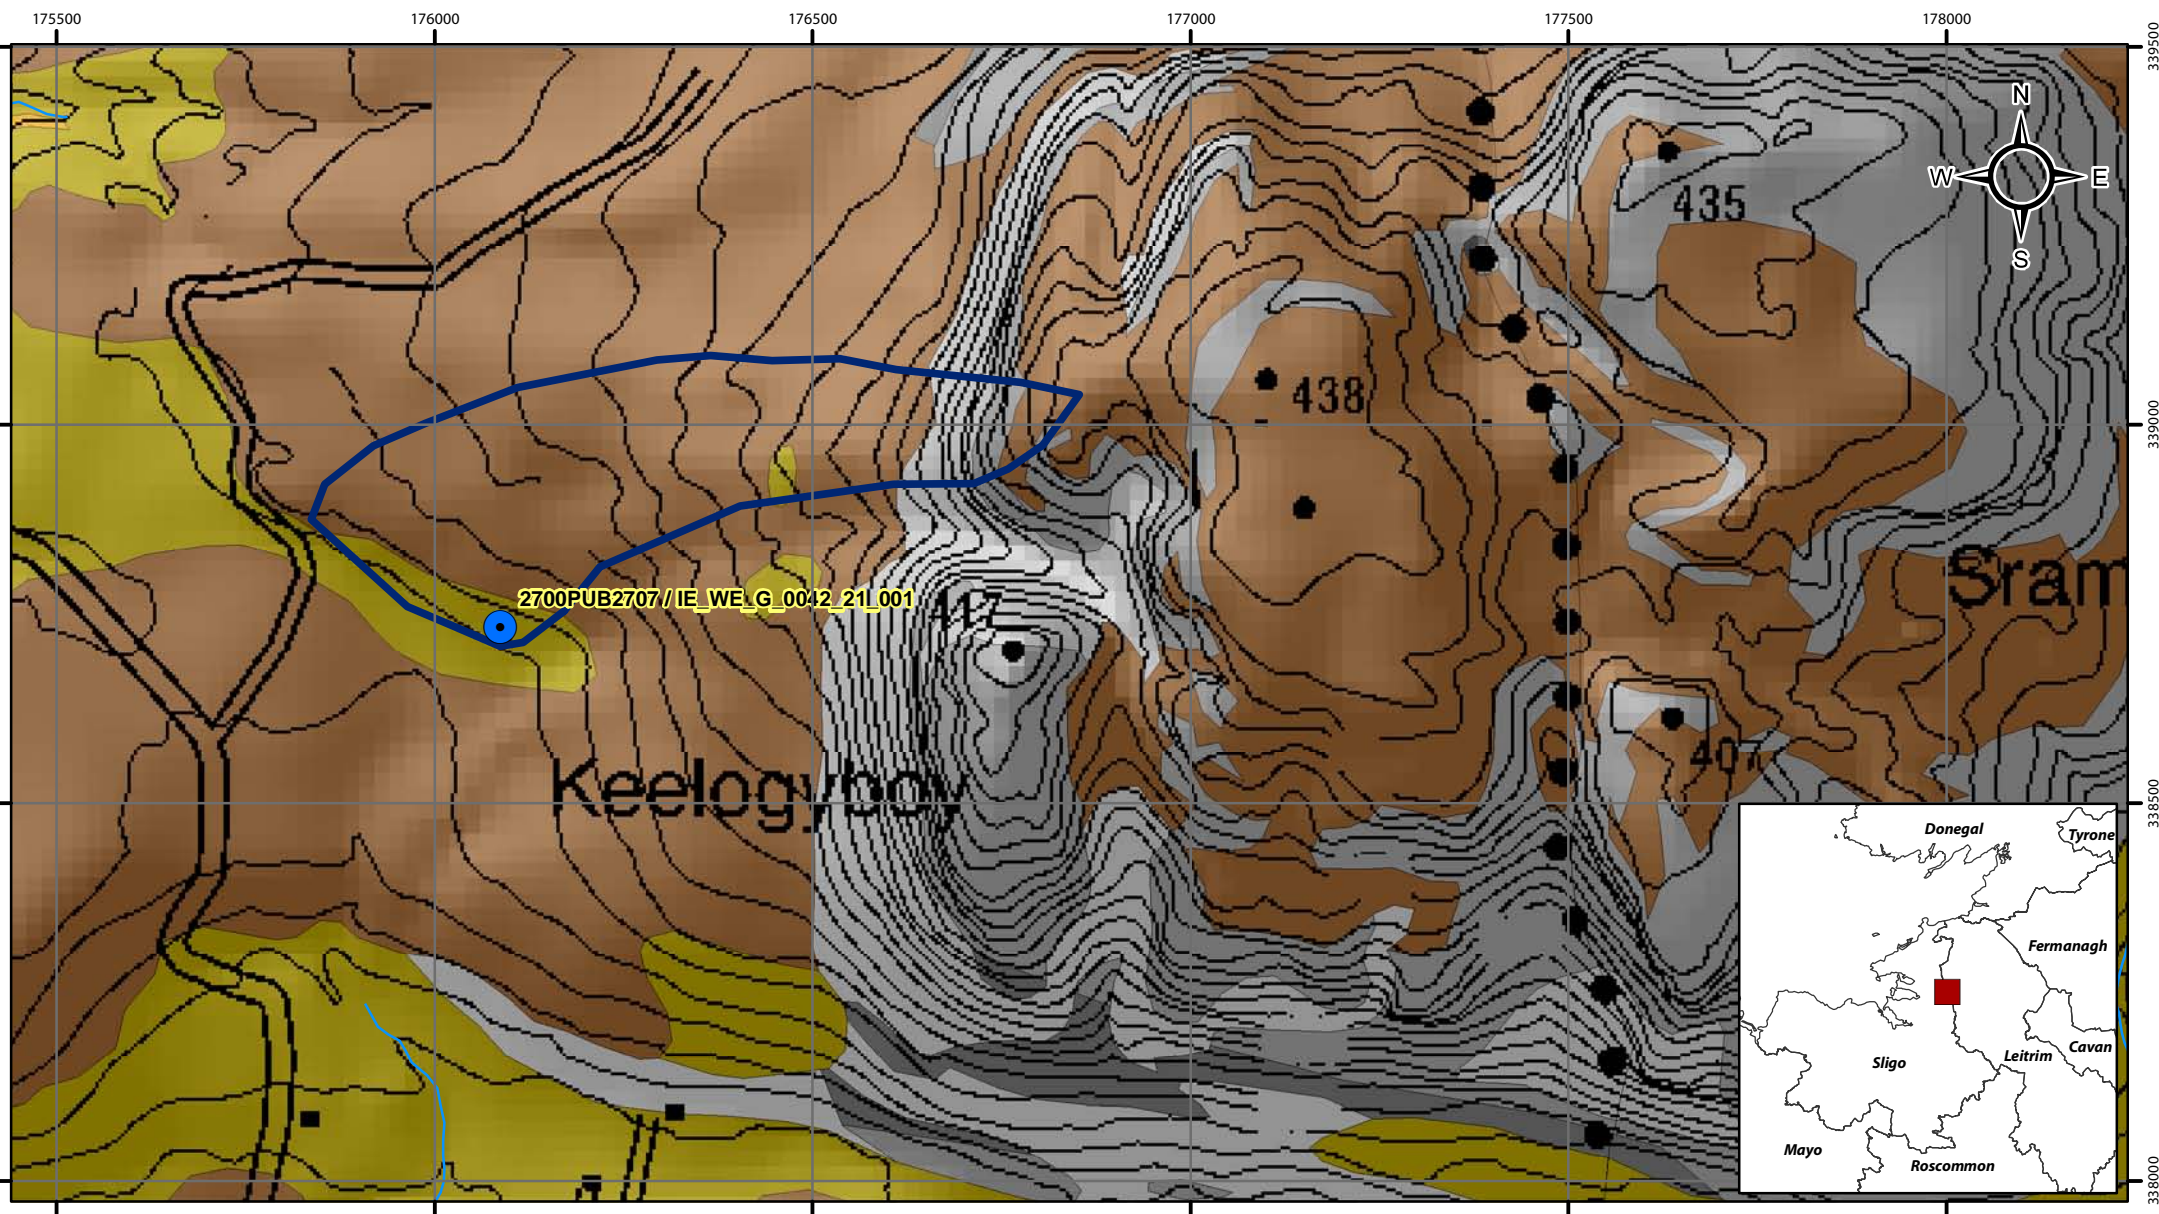 175500 176000 176500 177000 177500 178000
339500
N
W E
S
435
438
339000
Sram
2700PUB2707 / IE_WE_G_0042_21_001
417
407
Keelogyboy
338500
Donegal
Tyrone
Fermanagh
Cavan
Leitrim
Sligo
Mayo
Roscommon
338000